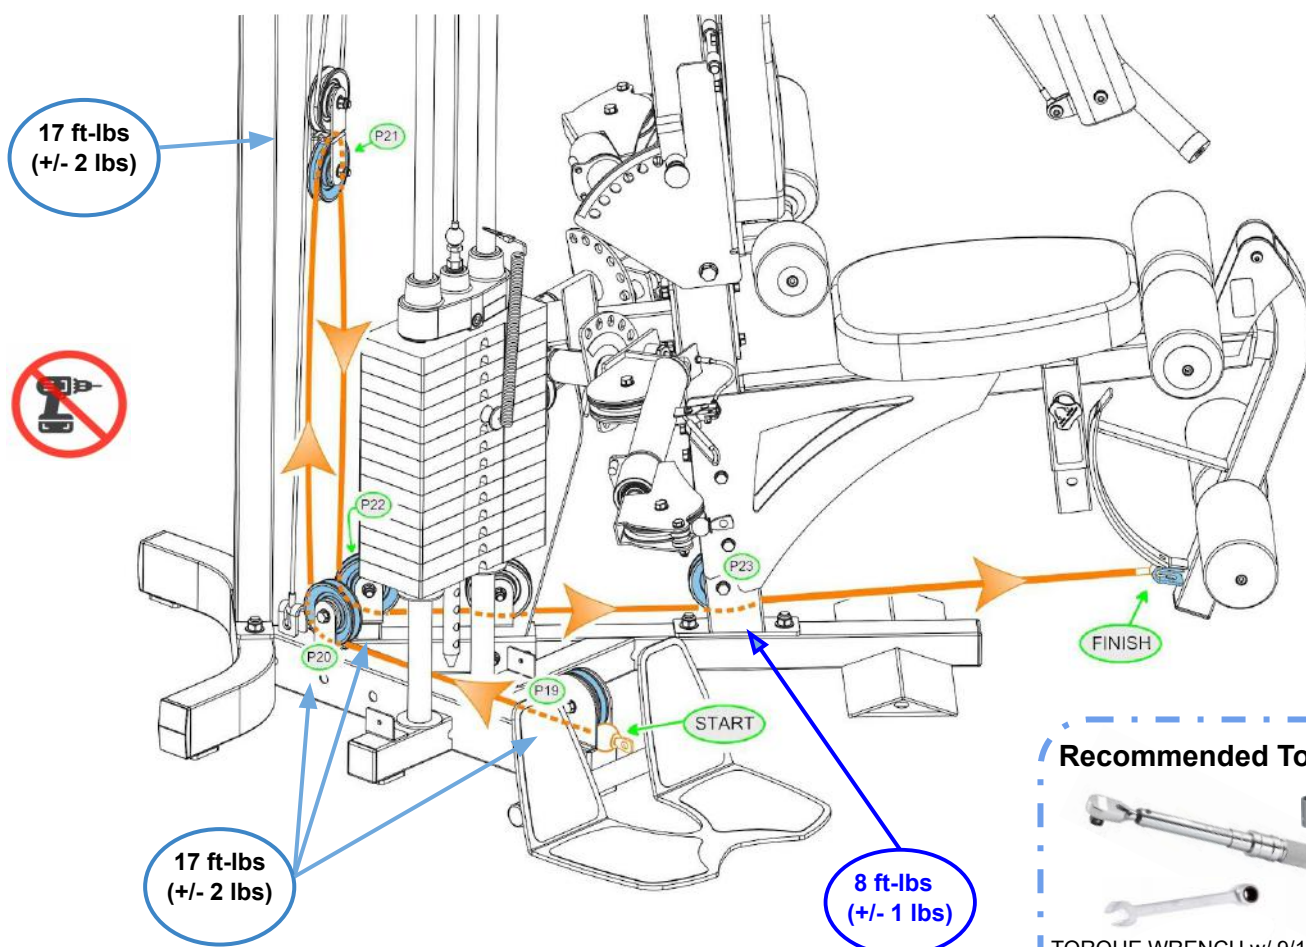 17 ft-lbs
(+/- 2 lbs)
P21
P22
P23
FINISH
P20
P19
START
17 ft-lbs
(+/- 2 lbs)
8 ft-lbs
(+/- 1 lbs)
Recommended To
TORQUE WRENCH w/ 9/1